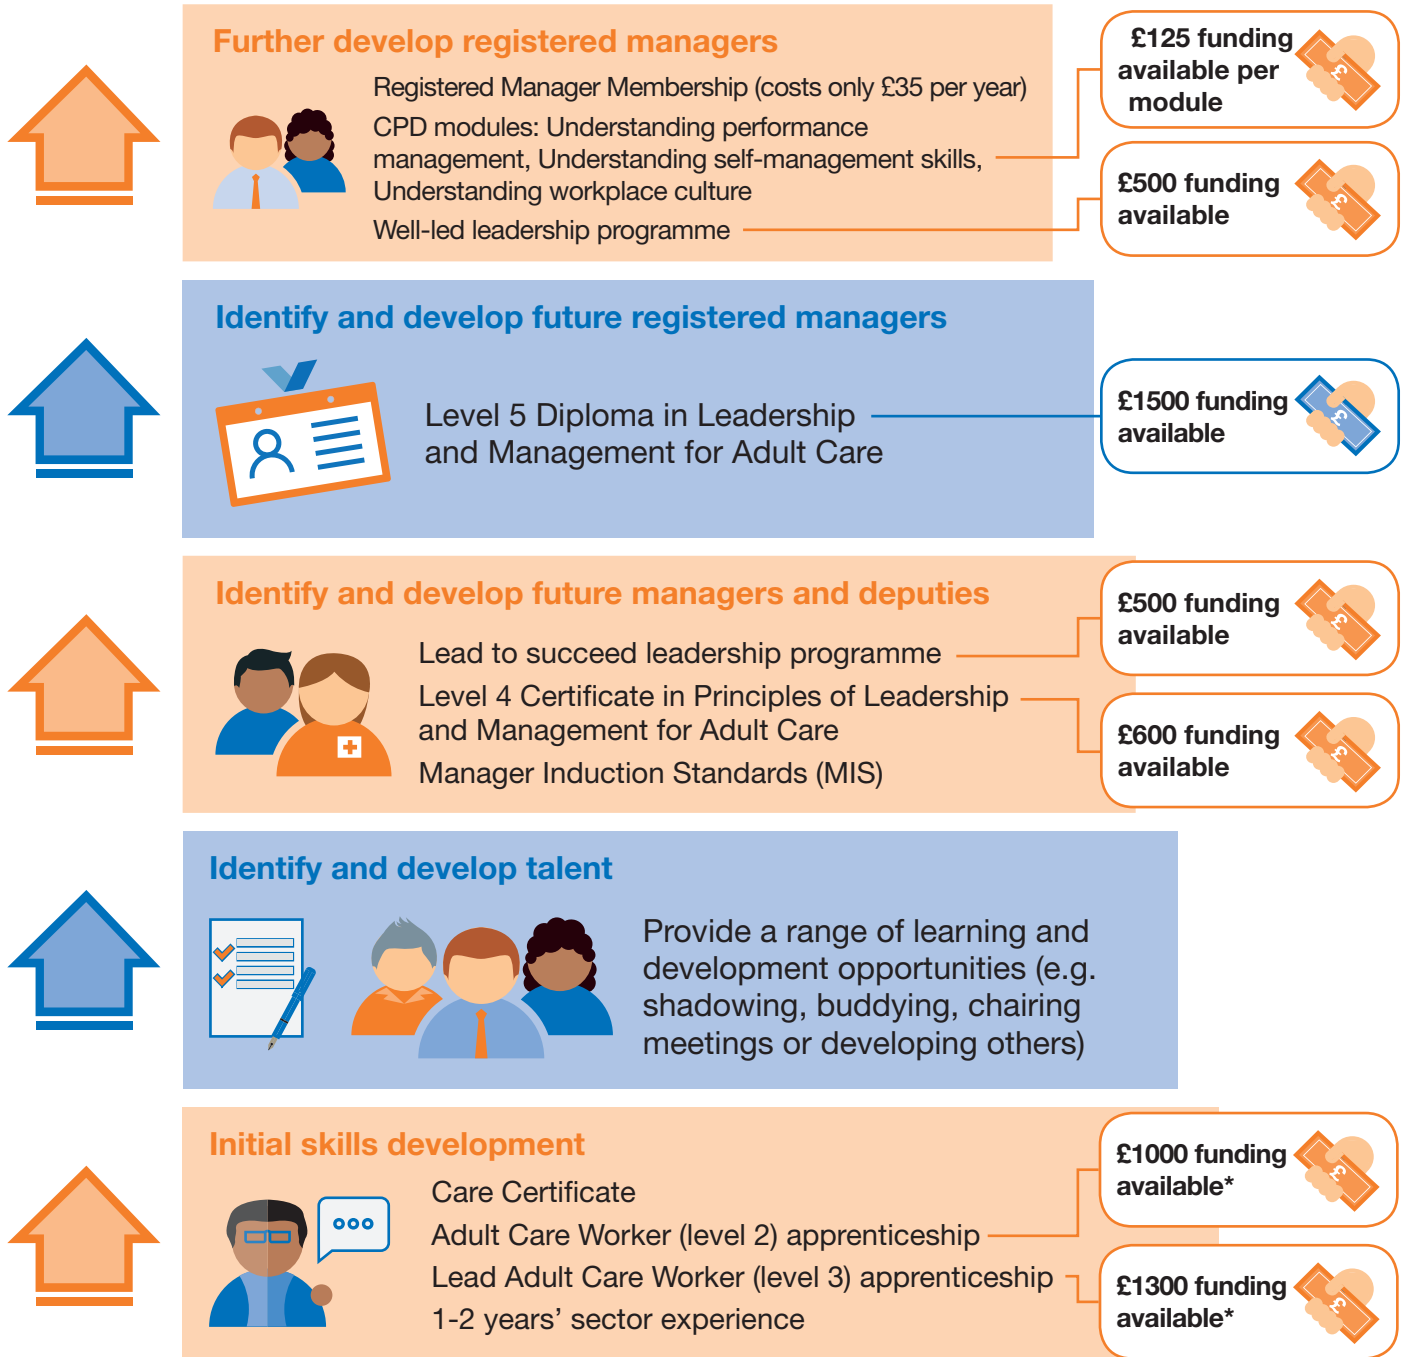 Further develop registered managers
Registered Manager Membership (costs only £35 per year)
CPD modules: Understanding performance
management, Understanding self-management skills,
Understanding workplace culture
Well-led leadership programme
£125 funding
available per
module
£
£500 funding
available
£
Identify and develop future registered managers
Level 5 Diploma in Leadership
and Management for Adult Care
£1500 funding
available
£
Identify and develop future managers and deputies
Lead to succeed leadership programme
Level 4 Certificate in Principles of Leadership
and Management for Adult Care
Manager Induction Standards (MIS)
£500 funding
available
£
£600 funding
available
£
Identify and develop talent
Provide a range of learning and
development opportunities (e.g.
shadowing, buddying, chairing
meetings or developing others)
Initial skills development
Care Certificate
Adult Care Worker (level 2) apprenticeship
Lead Adult Care Worker (level 3) apprenticeship
1-2 years’ sector experience
£1000 funding
available*
£
£1300 funding
available*
£